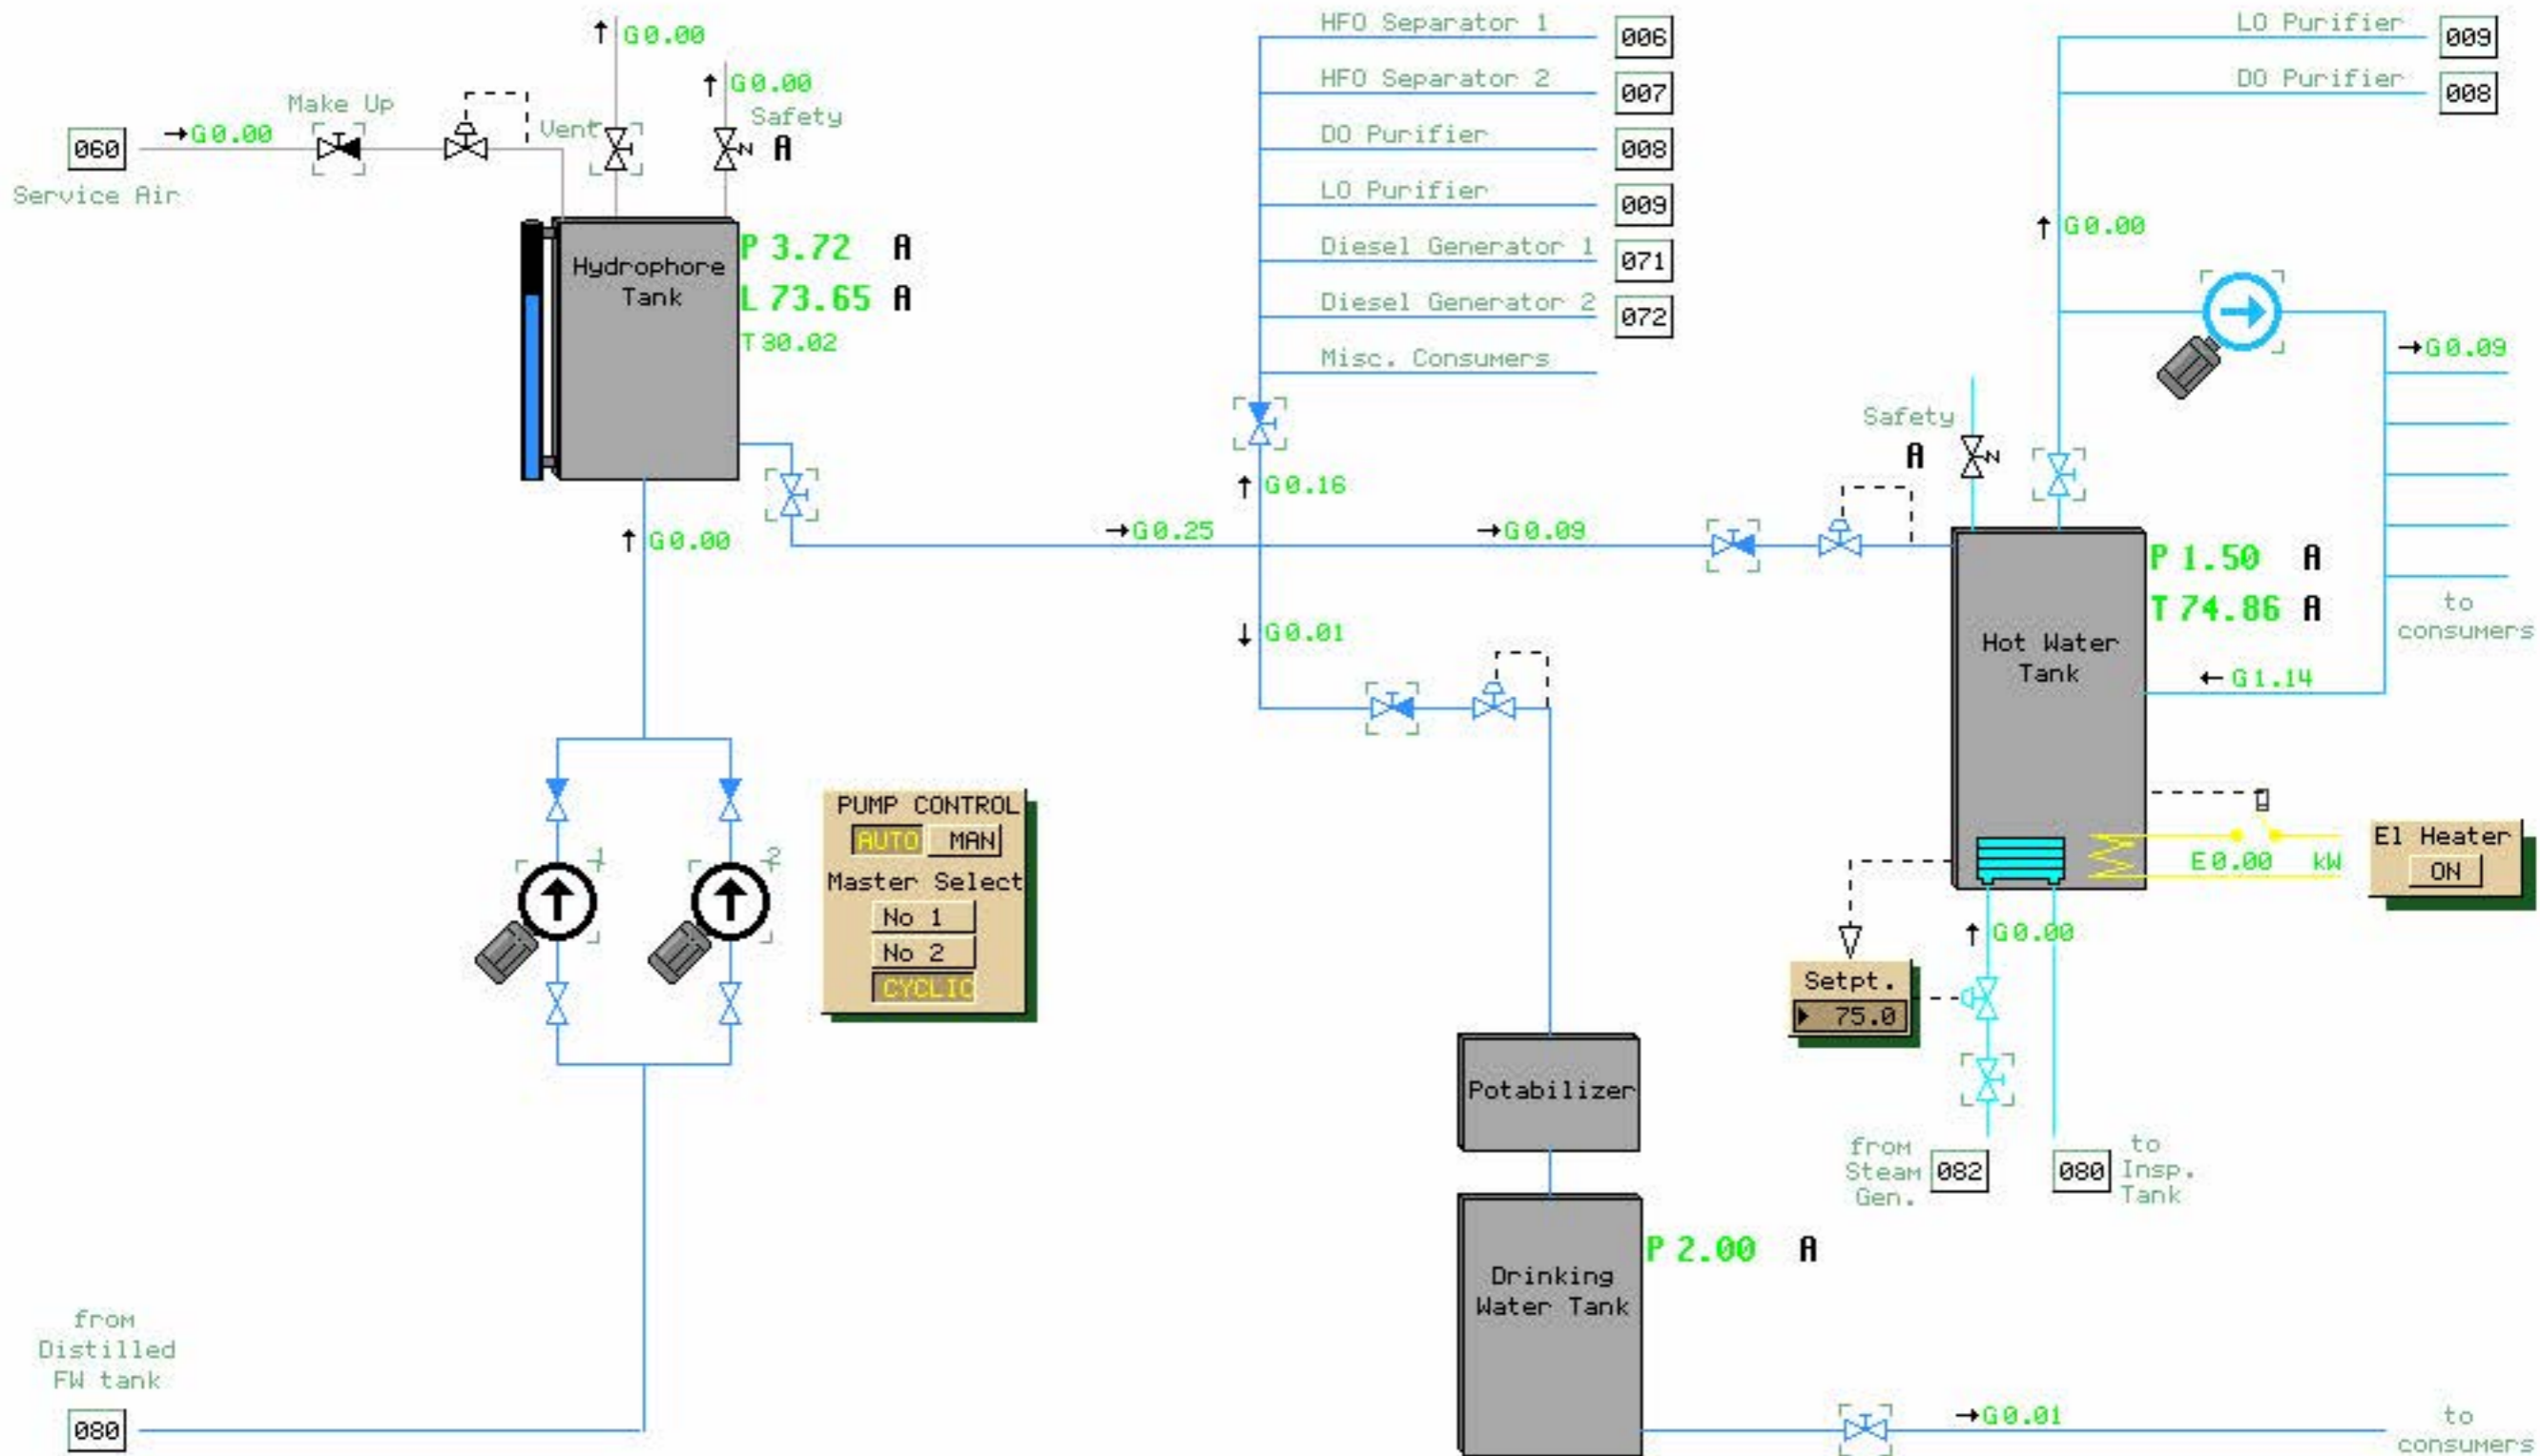 HFO Separator 1
006
LO Purifier
009
↑ G0.00
HFO Separator 2
007
DO Purifier
008
↑ G0.00
Safety
A
Make Up
Vent
060
→G0.00
Service Air
DO Purifier
008
LO Purifier
009
Diesel Generator 1
071
Diesel Generator 2
072
Misc. Consumers
Hydrophore
Tank
P 3.72 A
L 73.65 A
T 30.02
↑ G0.00
→G0.09
Safety
A
↑ G0.16
↑ G0.00
→G0.25
→G0.09
↓ G0.01
Hot Water
Tank
P 1.50 A
T 74.86 A
to
consumers
← G1.14
PUMP CONTROL
AUTO MAN
Master Select
No 1
No 2
CYCLIC
1
2
E0.00 kW
El Heater
ON
↑ G0.00
Setpt.
75.0
Potabilizer
from
Steam
Gen.
082
080
to
Insp.
Tank
Drinking
Water Tank
P 2.00 A
from
Distilled
FW tank
080
→G0.01
to
consumers